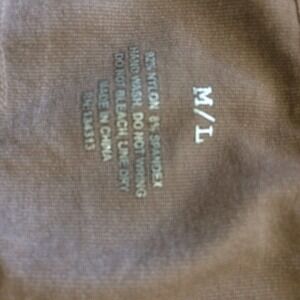 M/L
92% NYLON 8% SPANDEX
HAND WASH, DO NOT WRING
DO NOT BLEACH, LINE DRY
MADE IN CHINA